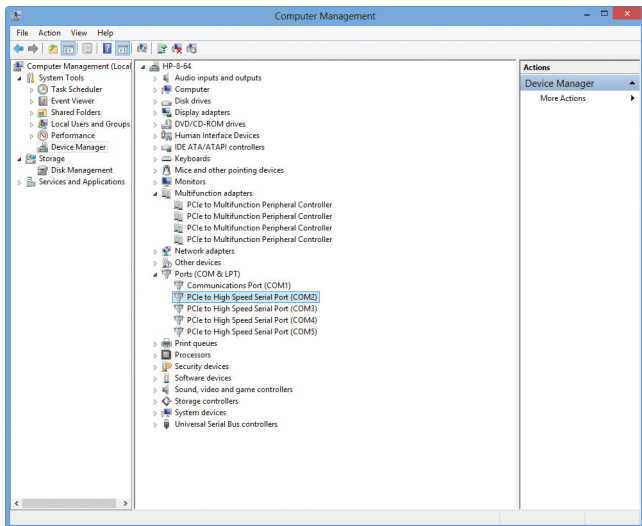 Computer Management
File Action View Help
Computer Management (Local
System Tools
Task Scheduler
Event Viewer
Shared Folders
Local Users and Groups
Performance
Device Manager
Storage
Disk Management
Services and Applications
HP-8-64
Audio inputs and outputs
Computer
Disk drives
Display adapters
DVD/CD-ROM drives
Human Interface Devices
IDE ATA/ATAPI controllers
Keyboards
Mice and other pointing devices
Monitors
Multifunction adapters
PCIe to Multifunction Peripheral Controller
PCIe to Multifunction Peripheral Controller
PCIe to Multifunction Peripheral Controller
PCIe to Multifunction Peripheral Controller
Network adapters
Other devices
Ports (COM & LPT)
Communications Port (COM1)
PCIe to High Speed Serial Port (COM2)
PCIe to High Speed Serial Port (COM3)
PCIe to High Speed Serial Port (COM4)
PCIe to High Speed Serial Port (COM5)
Print queues
Processors
Security devices
Software devices
Sound, video and game controllers
Storage controllers
System devices
Universal Serial Bus controllers
Actions
Device Manager
More Actions